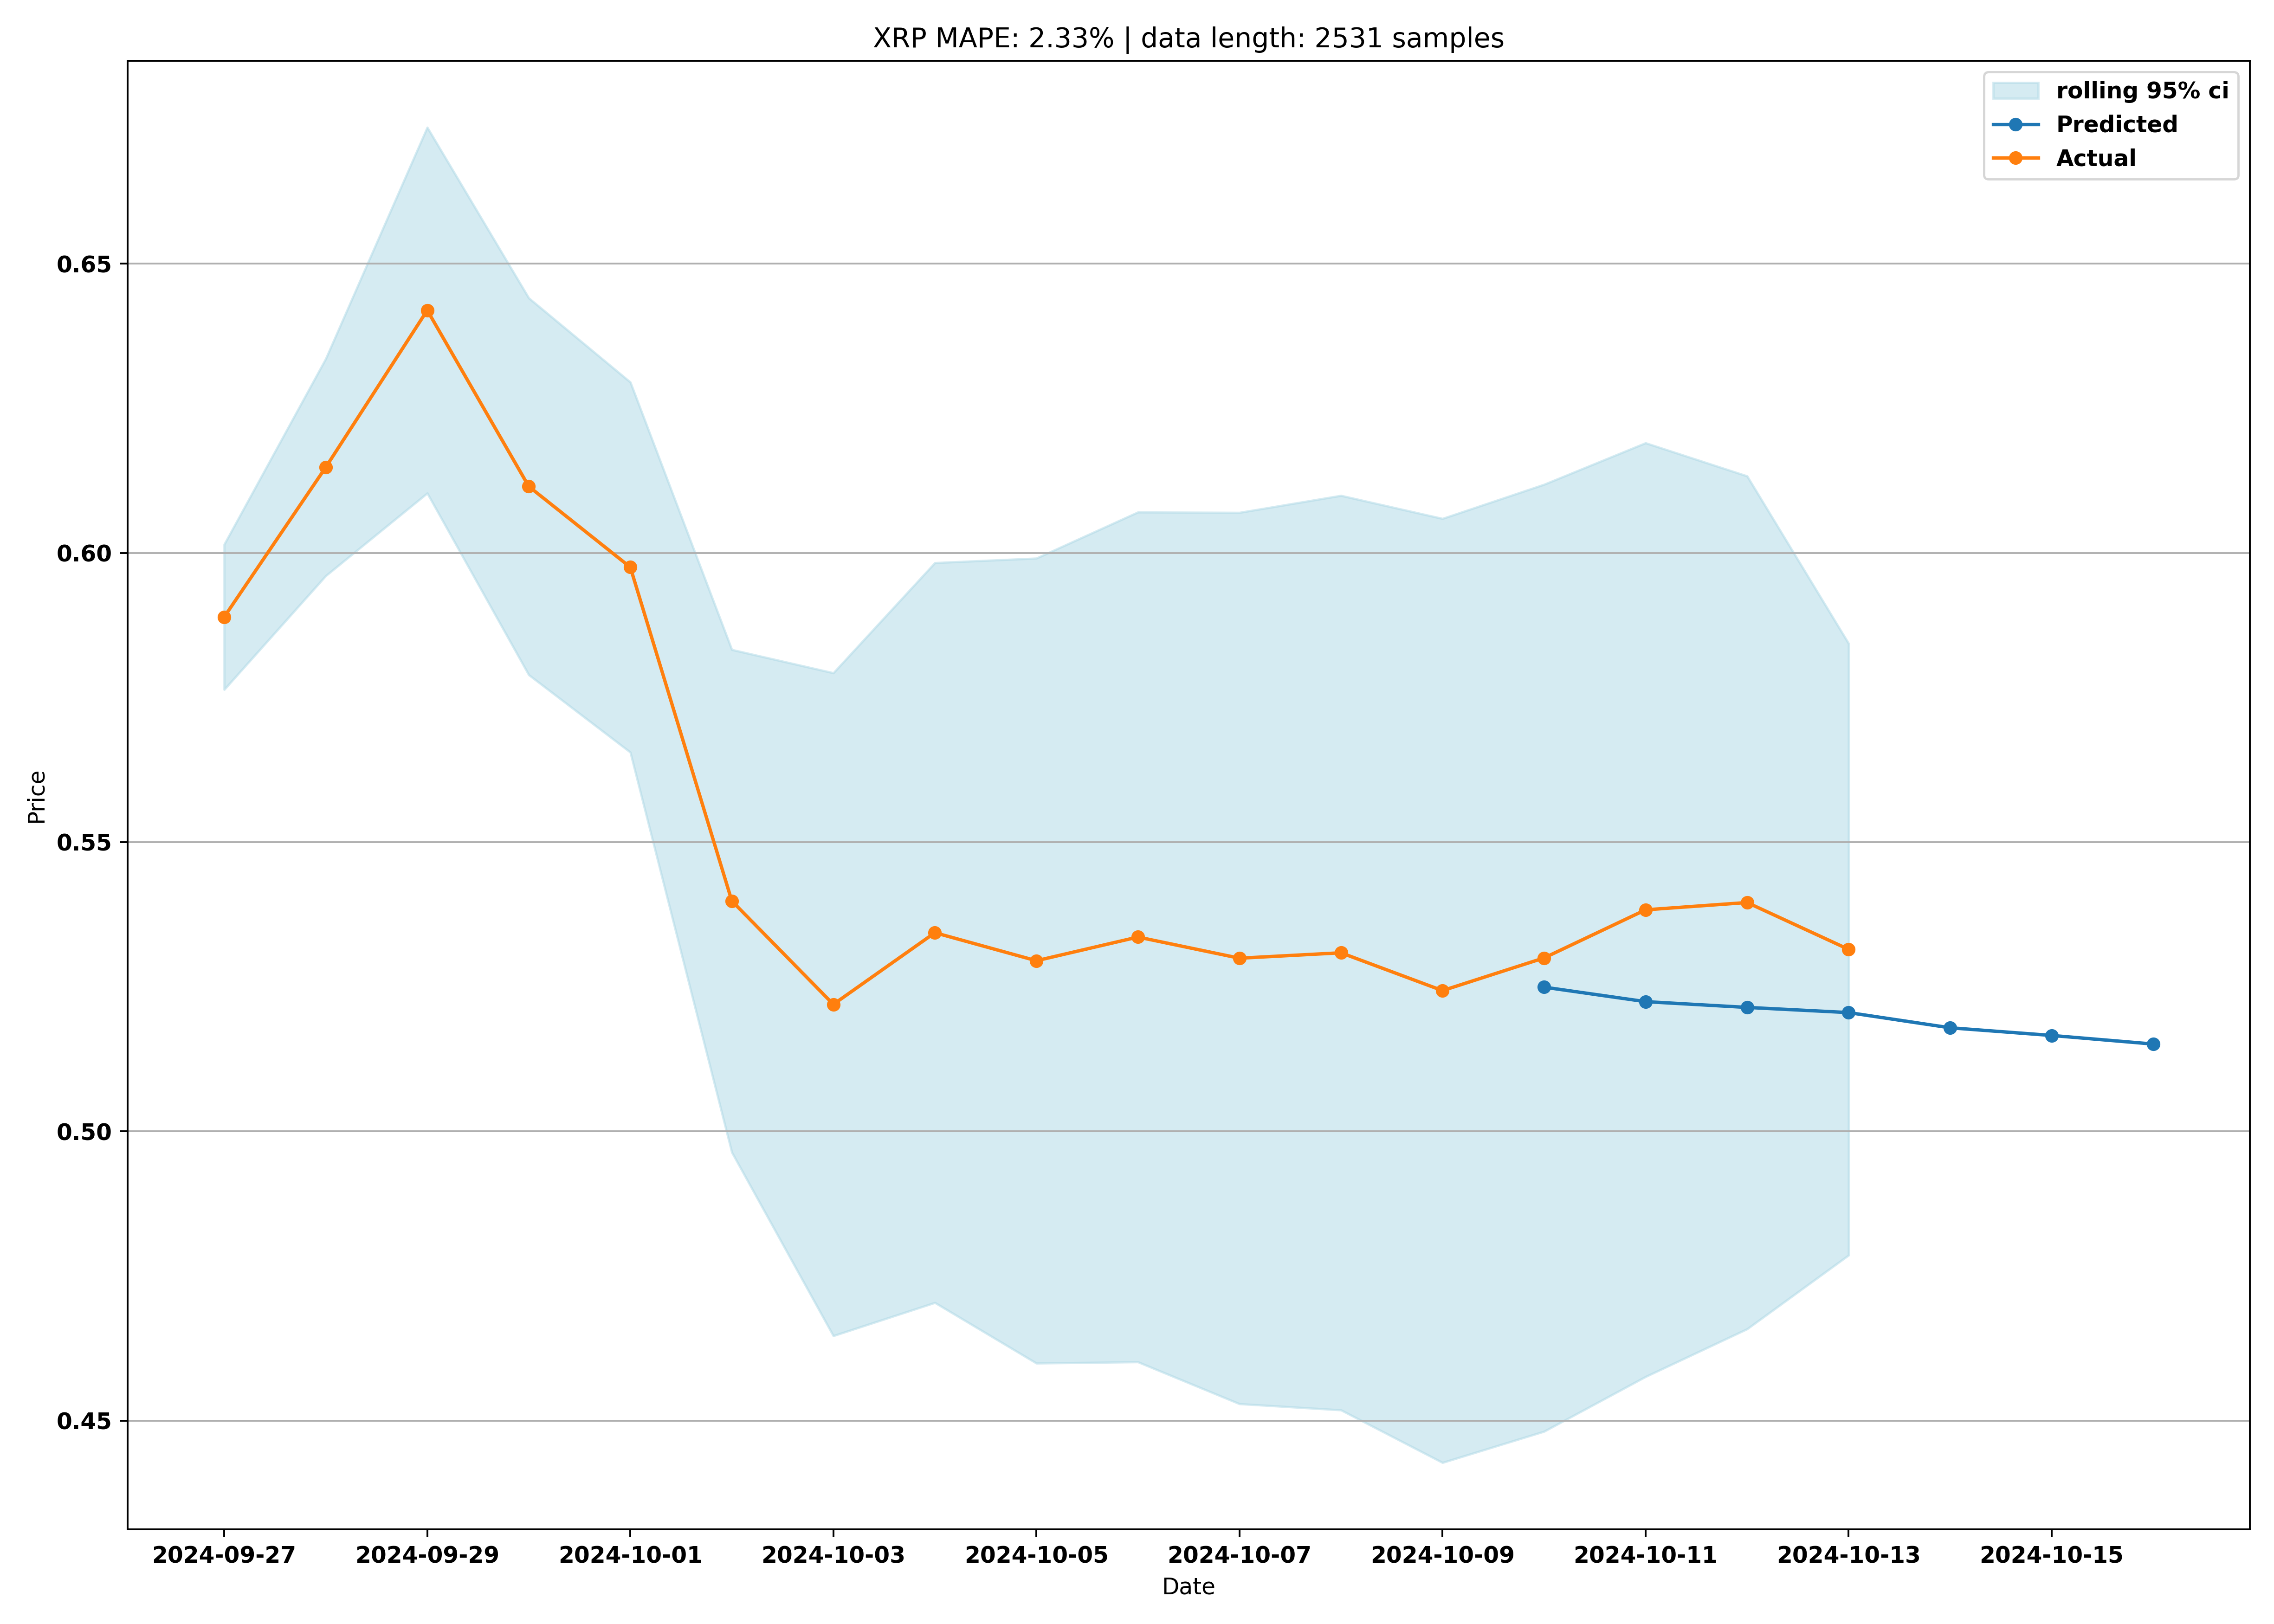 XRP MAPE: 2.33% | data length: 2531 samples
rolling 95% ci
Predicted
Actual
Price
0.65
0.60
0.55
0.50
0.45
2024-09-27
2024-09-29
2024-10-01
2024-10-03
2024-10-05
2024-10-07
2024-10-09
2024-10-11
2024-10-13
2024-10-15
Date